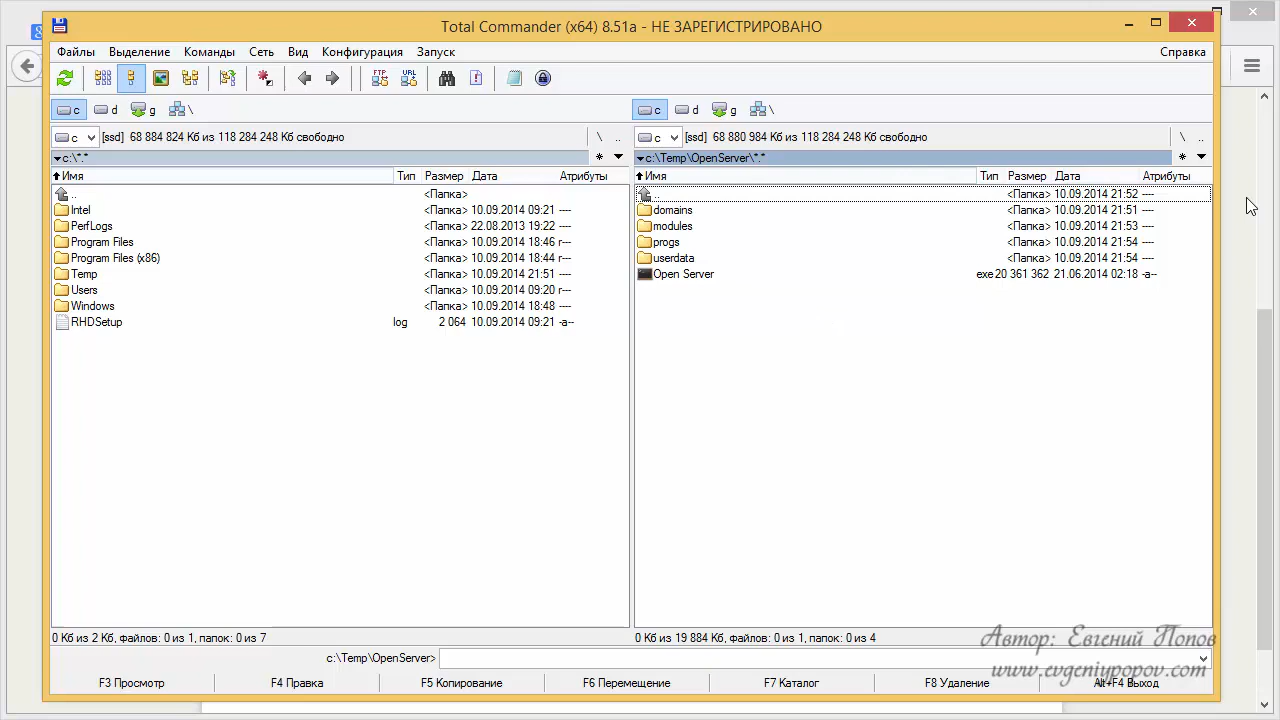 Total Commander (x64) 8.51a - НЕ ЗАРЕГИСТРИРОВАНО
Файлы Выделение Команды Сеть Вид Конфигурация Запуск Справка
FTP URL
c d g \ c d g \
c [ssd] 68 884 824 Кб из 118 284 248 Кб свободно \ .. c [ssd] 68 880 984 Кб из 118 284 248 Кб свободно \ ..
c:\*.* * c:\Temp\OpenServer\*.* *
Имя Тип Размер Дата Атрибуты Имя Тип Размер Дата Атрибуты
.. <Папка> .. <Папка> 10.09.2014 21:52 ----
Intel <Папка> 10.09.2014 09:21 ---- domains <Папка> 10.09.2014 21:51 ----
PerfLogs <Папка> 22.08.2013 19:22 ---- modules <Папка> 10.09.2014 21:53 ----
Program Files <Папка> 10.09.2014 18:46 r--- progs <Папка> 10.09.2014 21:54 ----
Program Files (x86) <Папка> 10.09.2014 18:44 r--- userdata <Папка> 10.09.2014 21:54 ----
Temp <Папка> 10.09.2014 21:51 ---- Open Server exe 20 361 362 21.06.2014 02:18 -a--
Users <Папка> 10.09.2014 09:20 r---
Windows <Папка> 10.09.2014 18:48 ----
RHDSetup log 2 064 10.09.2014 09:21 -a--
0 Кб из 2 Кб, файлов: 0 из 1, папок: 0 из 7 0 Кб из 19 884 Кб, файлов: 0 из 1, папок: 0 из 4
Автор: Евгений Попов
c:\Temp\OpenServer>
www.evgeniypopov.com
F3 Просмотр F4 Правка F5 Копирование F6 Перемещение F7 Каталог F8 Удаление Alt+F4 Выход